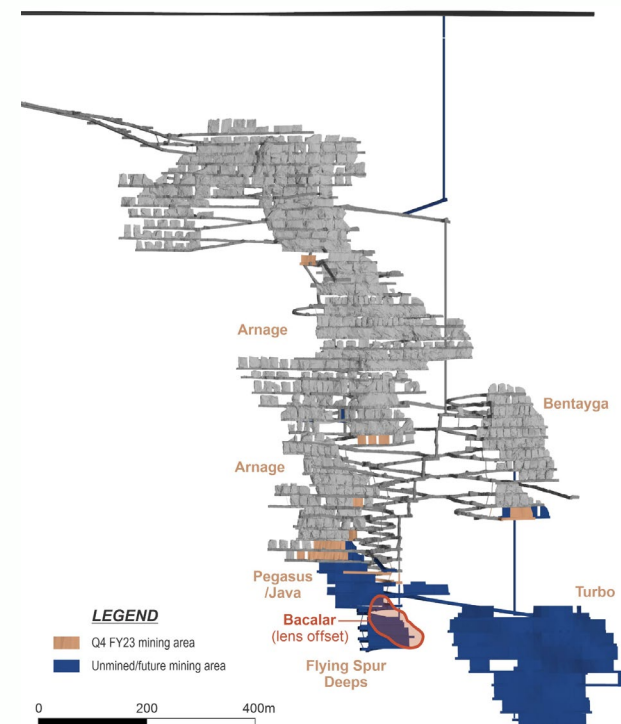 Arnage
Bentayga
Arnage
Pegasus
/Java
Turbo
Bacalar
(lens offset)
Flying Spur
Deeps
LEGEND
Q4 FY23 mining area
Unmined/future mining area
0 200 400m